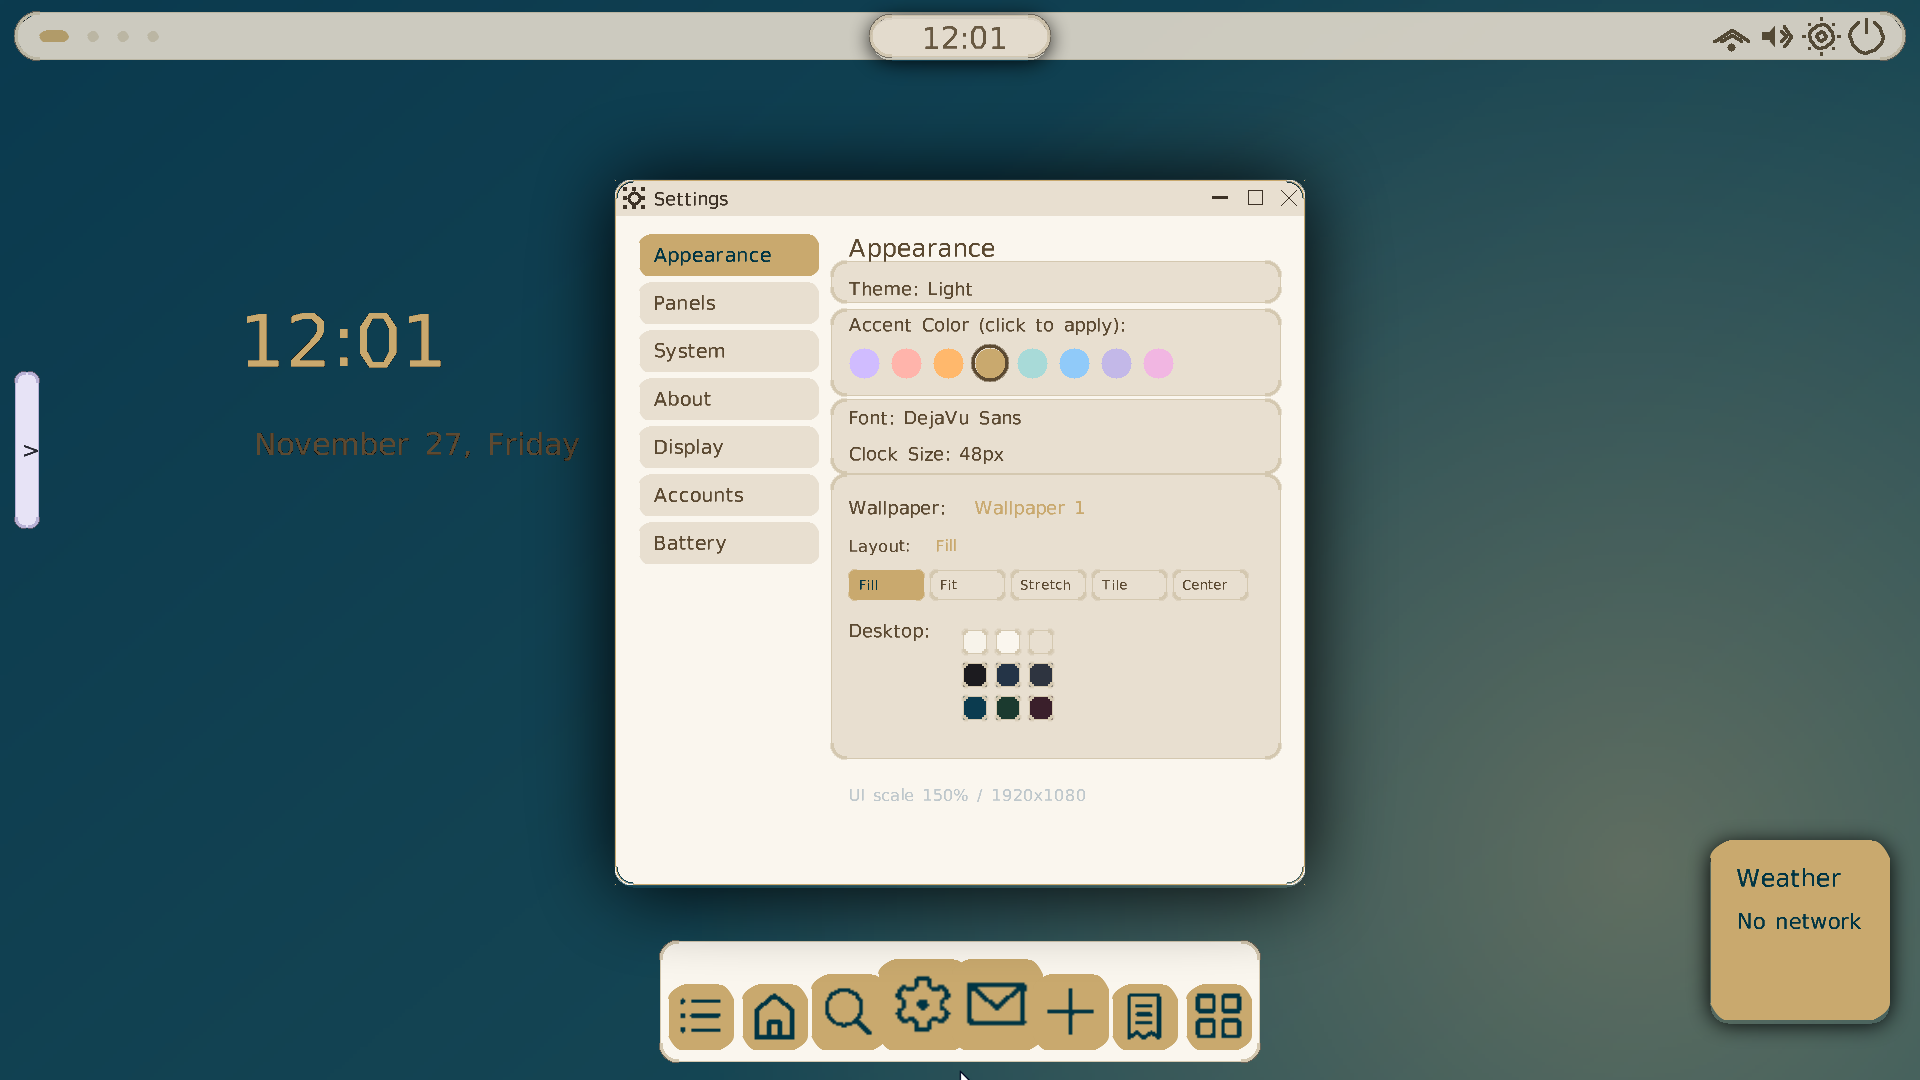 12:01
Settings
Appearance
Panels
System
About
Display
Accounts
Battery
Appearance
Theme: Light
Accent Color (click to apply):
Font: DejaVu Sans
Clock Size: 48px
Wallpaper: Wallpaper 1
Layout: Fill
Fill Fit Stretch Tile Center
Desktop:
UI scale 150% / 1920x1080
12:01
November 27, Friday
>
Weather
No network